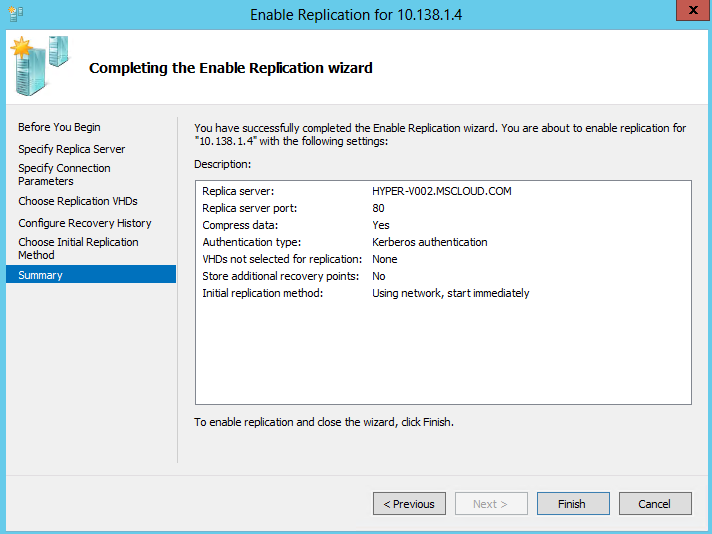 Enable Replication for 10.138.1.4
x
Completing the Enable Replication wizard
Before You Begin
Specify Replica Server
Specify Connection
Parameters
Choose Replication VHDs
Configure Recovery History
Choose Initial Replication
Method
Summary
You have successfully completed the Enable Replication wizard. You are about to enable replication for
"10.138.1.4" with the following settings:
Description:
Replica server: HYPER-V002.MSCLOUD.COM
Replica server port: 80
Compress data: Yes
Authentication type: Kerberos authentication
VHDs not selected for replication: None
Store additional recovery points: No
Initial replication method: Using network, start immediately
To enable replication and close the wizard, click Finish.
< Previous Next > Finish Cancel